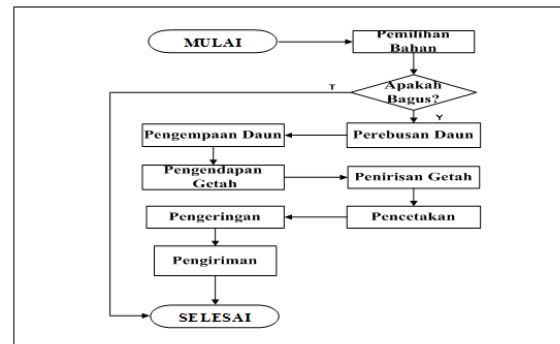 MULAI
Pemilihan
Bahan
Apakah
Bagus?
T
Y
Perebusan Daun
Pengempaan Daun
Pengendapan
Getah
Penirisan Getah
Pencetakan
Pengeringan
Pengiriman
SELESAI